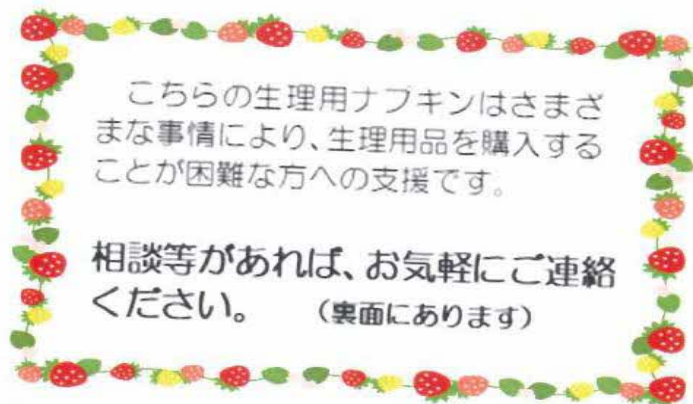 こちらの生理用ナプキンはさまざ
まな事情により、生理用品を購入する
ことが困難な方への支援です。
相談等があれば、お気軽にご連絡
ください。　（裏面にあります）